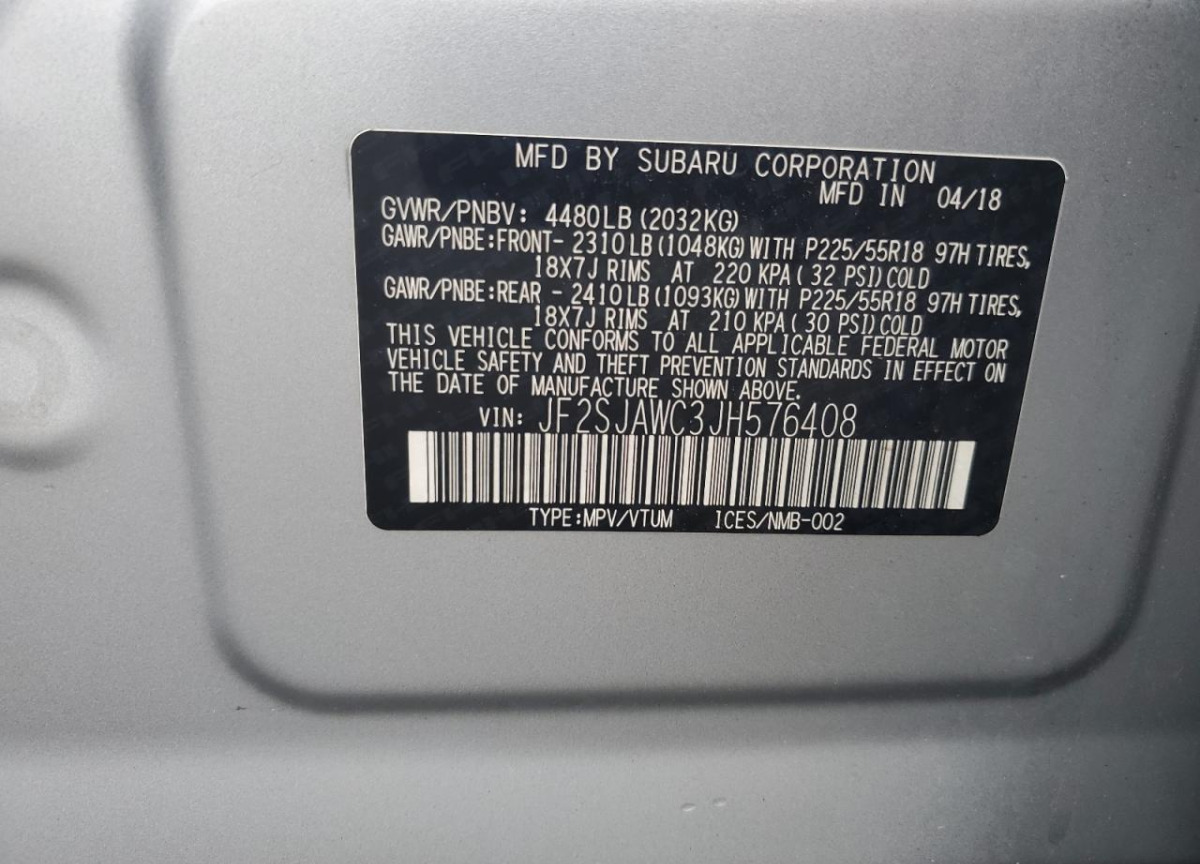 MFD BY SUBARU CORPORATION
MFD IN 04/18
GVWR/PNBV: 4480LB (2032KG)
GAWR/PNBE:FRONT- 2310LB (1048KG) WITH P225/55R18 97H TIRES,
18X7J RIMS AT 220 KPA( 32 PSI)COLD
GAWR/PNBE:REAR - 2410LB (1093KG) WITH P225/55R18 97H TIRES,
18X7J RIMS AT 210 KPA( 30 PSI)COLD
THIS VEHICLE CONFORMS TO ALL APPLICABLE FEDERAL MOTOR
VEHICLE SAFETY AND THEFT PREVENTION STANDARDS IN EFFECT ON
THE DATE OF MANUFACTURE SHOWN ABOVE.
VIN: JF2SJAWC3JH576408
TYPE:MPV/VTUM ICES/NMB-002